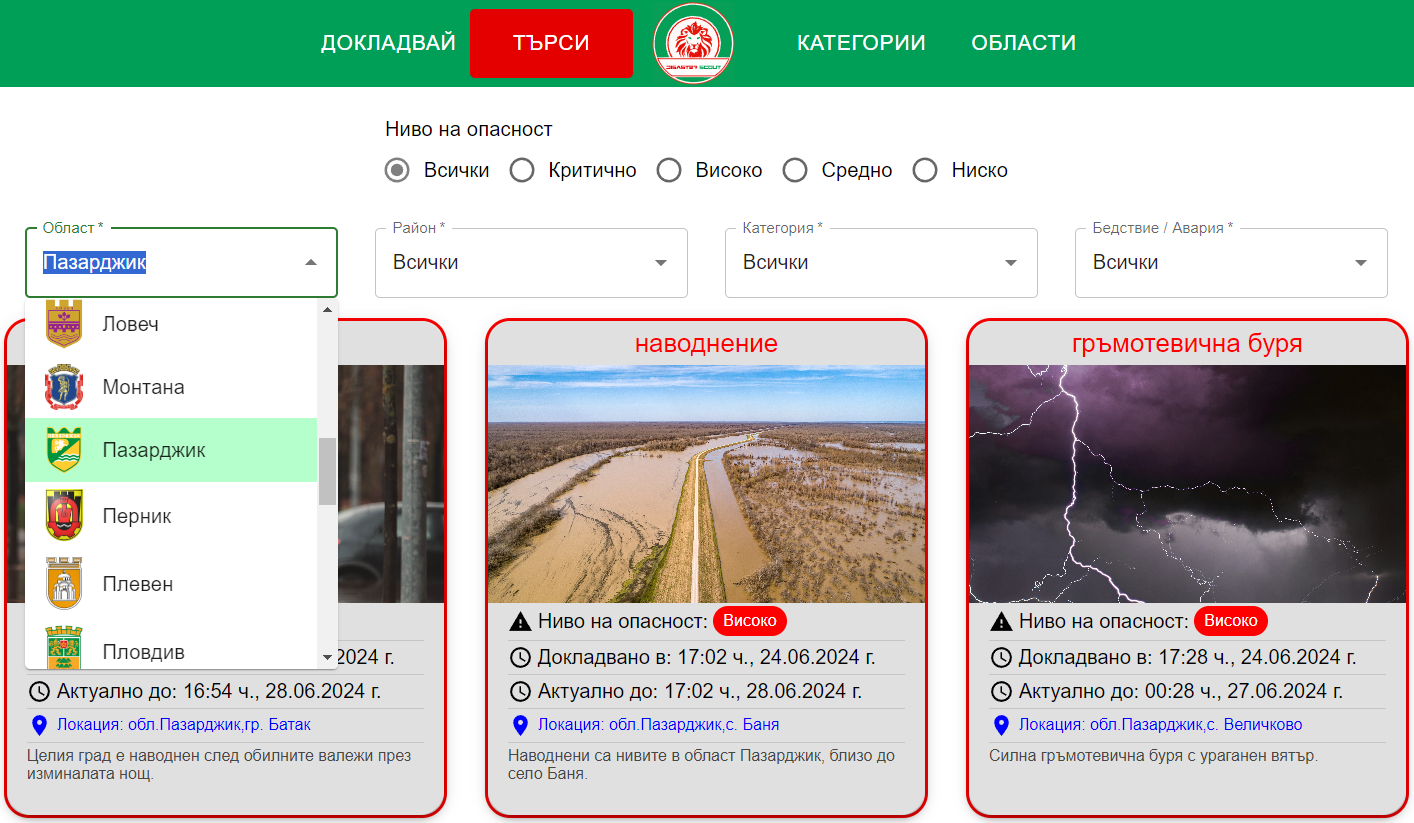 ДОКЛАДВАЙ
ТЪРСИ
DISASTER SCOUT
КАТЕГОРИИ
ОБЛАСТИ
Ниво на опасност
Всички
Критично
Високо
Средно
Ниско
Област *
Пазарджик
Район *
Всички
Категория *
Всички
Бедствие / Авария *
Всички
Ловеч
Монтана
Пазарджик
Перник
Плевен
Пловдив
2024 г.
Актуално до: 16:54 ч., 28.06.2024 г.
Локация: обл.Пазарджик,гр. Батак
Целия град е наводнен след обилните валежи през
изминалата нощ.
наводнение
Ниво на опасност: Високо
Докладвано в: 17:02 ч., 24.06.2024 г.
Актуално до: 17:02 ч., 28.06.2024 г.
Локация: обл.Пазарджик,с. Баня
Наводнени са нивите в област Пазарджик, близо до
село Баня.
гръмотевична буря
Ниво на опасност: Високо
Докладвано в: 17:28 ч., 24.06.2024 г.
Актуално до: 00:28 ч., 27.06.2024 г.
Локация: обл.Пазарджик,с. Величково
Силна гръмотевична буря с ураганен вятър.